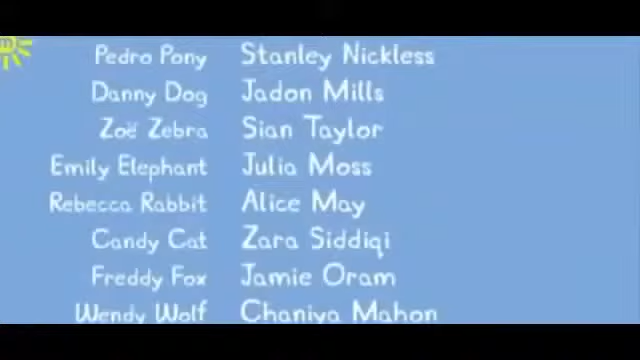 Pedro Pony Stanley Nickless
Danny Dog Jadon Mills
Zoë Zebra Sian Taylor
Emily Elephant Julia Moss
Rebecca Rabbit Alice May
Candy Cat Zara Siddiqi
Freddy Fox Jamie Oram
Wendy Wolf Chaniya Mahon